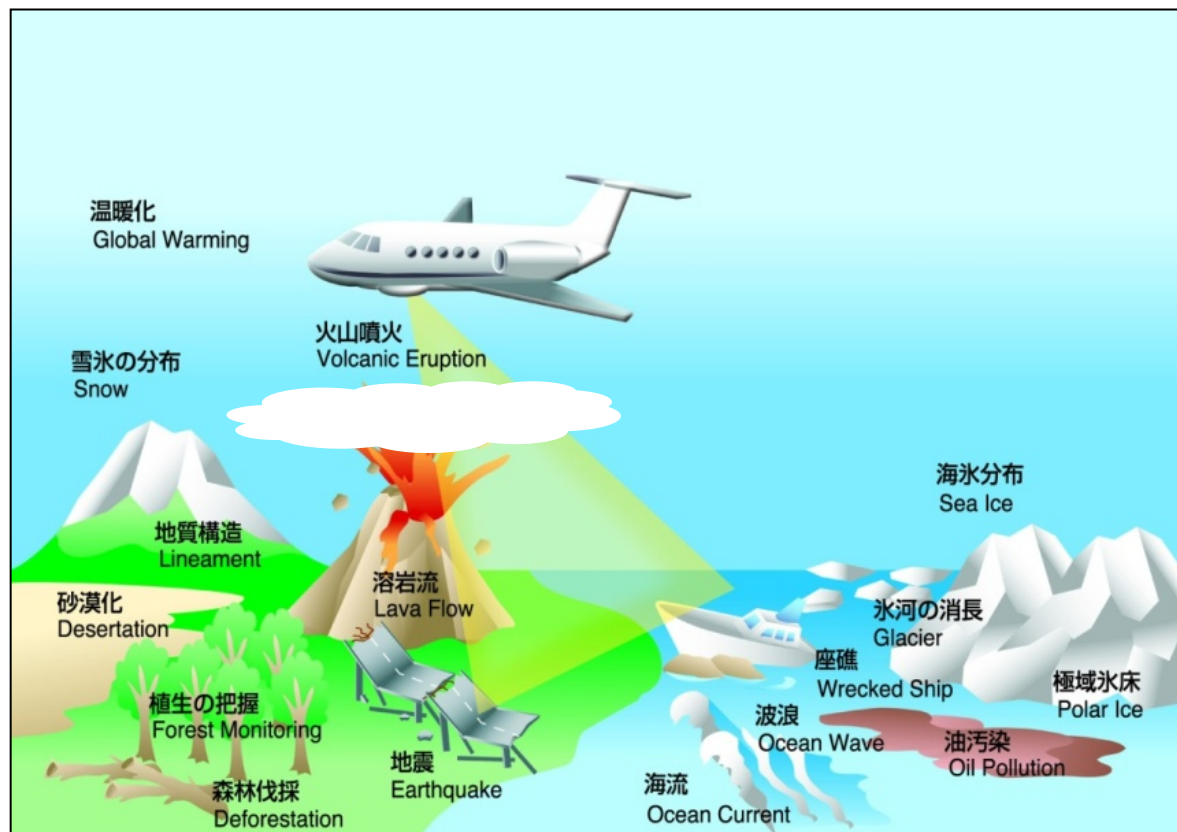 温暖化
Global Warming
火山噴火
Volcanic Eruption
雪氷の分布
Snow
海氷分布
Sea Ice
地質構造
Lineament
溶岩流
Lava Flow
砂漠化
Desertation
氷河の消長
Glacier
座礁
Wrecked Ship
極域氷床
Polar Ice
植生の把握
Forest Monitoring
波浪
Ocean Wave
油汚染
Oil Pollution
地震
Earthquake
森林伐採
Deforestation
海流
Ocean Current